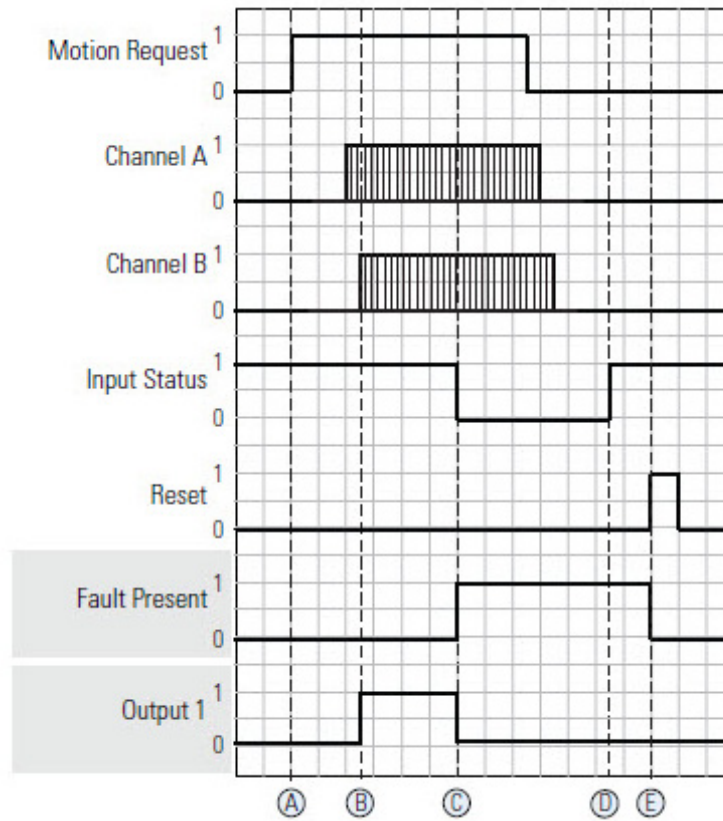 Motion Request 1
0
Channel A 1
0
Channel B 1
0
Input Status 1
0
Reset 1
0
Fault Present 1
0
Output 1 1
0
Ⓐ Ⓑ Ⓒ Ⓓ Ⓔ